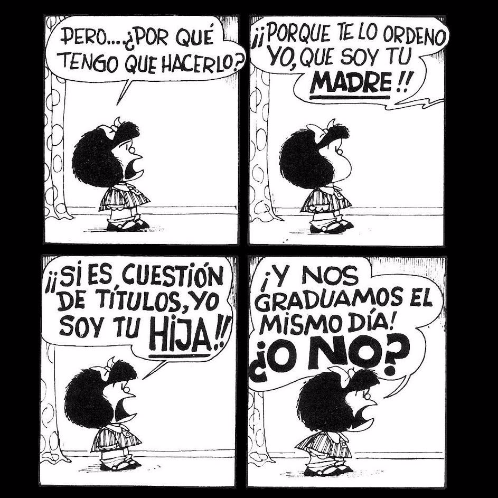 PERO...¿POR QUÉ
TENGO QUE HACERLO?
¡¡PORQUE TE LO ORDENO
YO, QUE SOY TU
MADRE!!
¡¡SI ES CUESTIÓN
DE TÍTULOS, YO
SOY TU HIJA!!
¡Y NOS
GRADUAMOS EL
MISMO DÍA!
¿O NO?